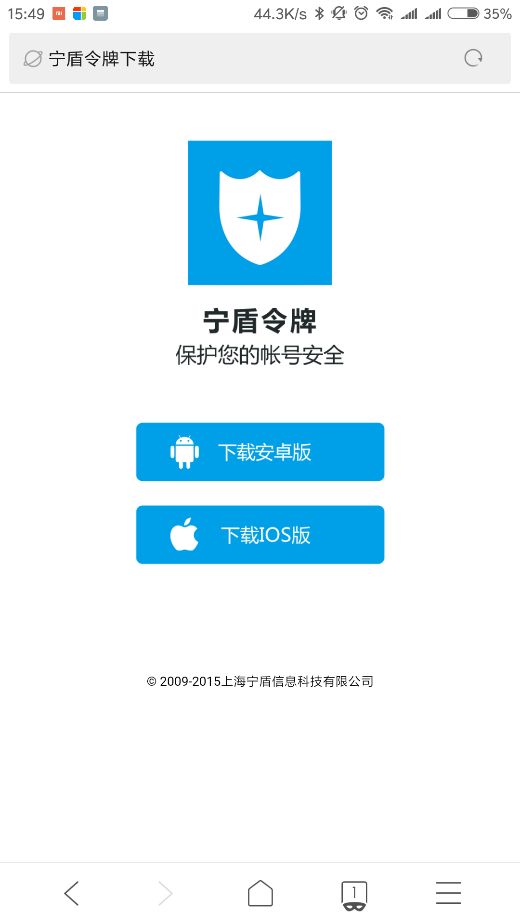 15:49 44.3K/s 35%
宁盾令牌下载
宁盾令牌
保护您的帐号安全
下载安卓版
下载IOS版
© 2009-2015上海宁盾信息科技有限公司
1